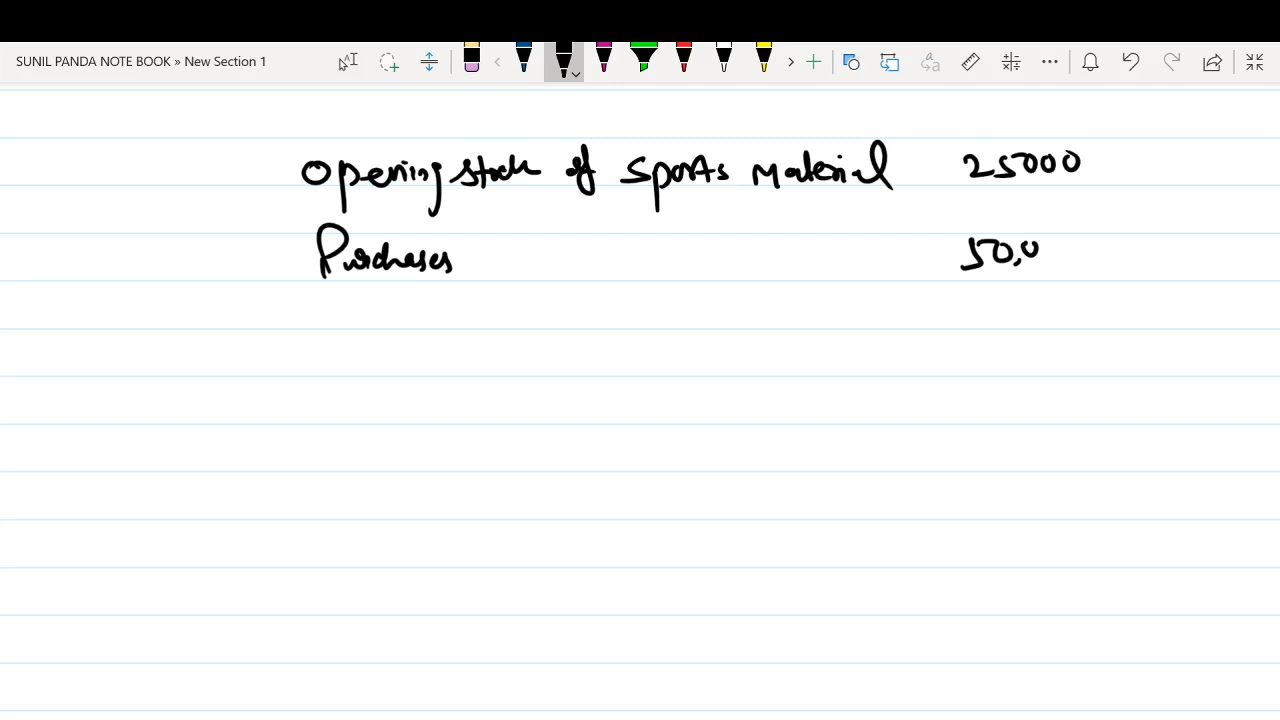 SUNIL PANDA NOTE BOOK » New Section 1
Opening stock of sports Material 25000
Purchases 50,0